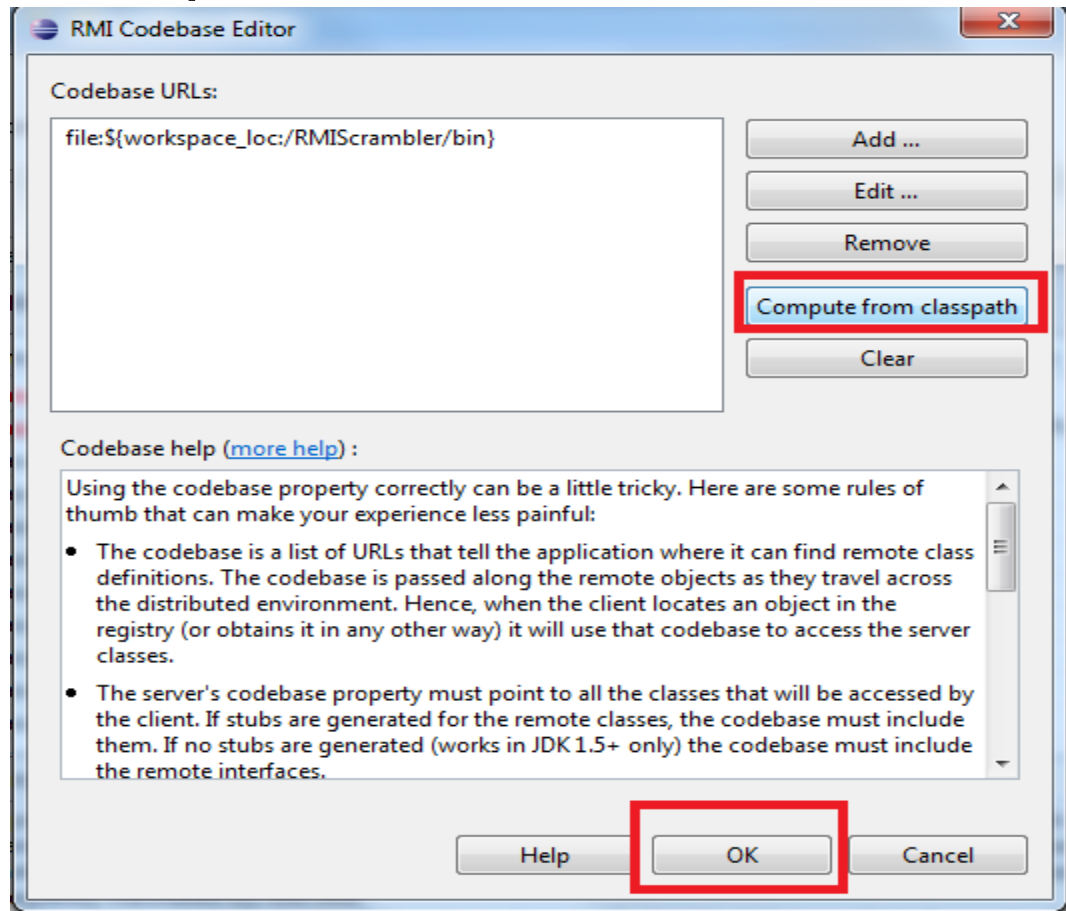 RMI Codebase Editor
Codebase URLs:
file:${workspace_loc:/RMIScrambler/bin}
Add ...
Edit ...
Remove
Compute from classpath
Clear
Codebase help (more help) :
Using the codebase property correctly can be a little tricky. Here are some rules of
thumb that can make your experience less painful:
• The codebase is a list of URLs that tell the application where it can find remote class
definitions. The codebase is passed along the remote objects as they travel across
the distributed environment. Hence, when the client locates an object in the
registry (or obtains it in any other way) it will use that codebase to access the server
classes.
• The server's codebase property must point to all the classes that will be accessed by
the client. If stubs are generated for the remote classes, the codebase must include
them. If no stubs are generated (works in JDK 1.5+ only) the codebase must include
the remote interfaces.
Help
OK
Cancel